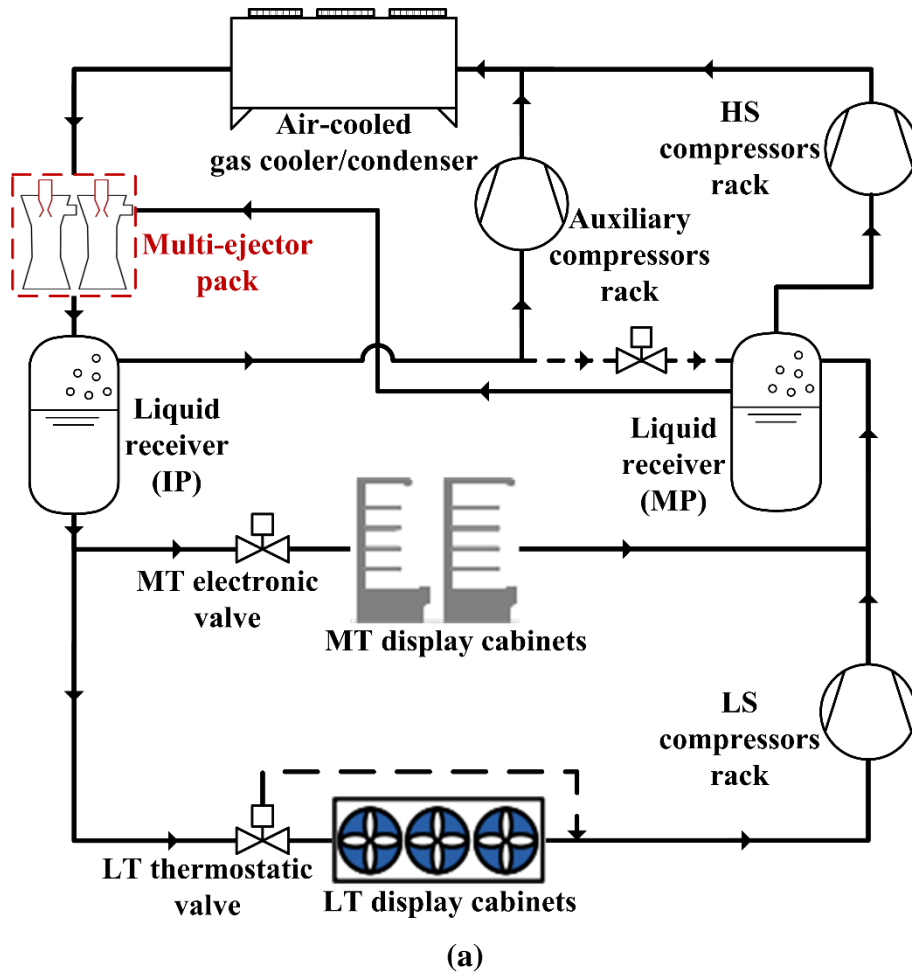 Air-cooled
gas cooler/condenser
HS
compressors
rack
Auxiliary
compressors
rack
Multi-ejector
pack
Liquid
receiver
(IP)
Liquid
receiver
(MP)
MT electronic
valve
MT display cabinets
LS
compressors
rack
LT thermostatic
valve
LT display cabinets
(a)